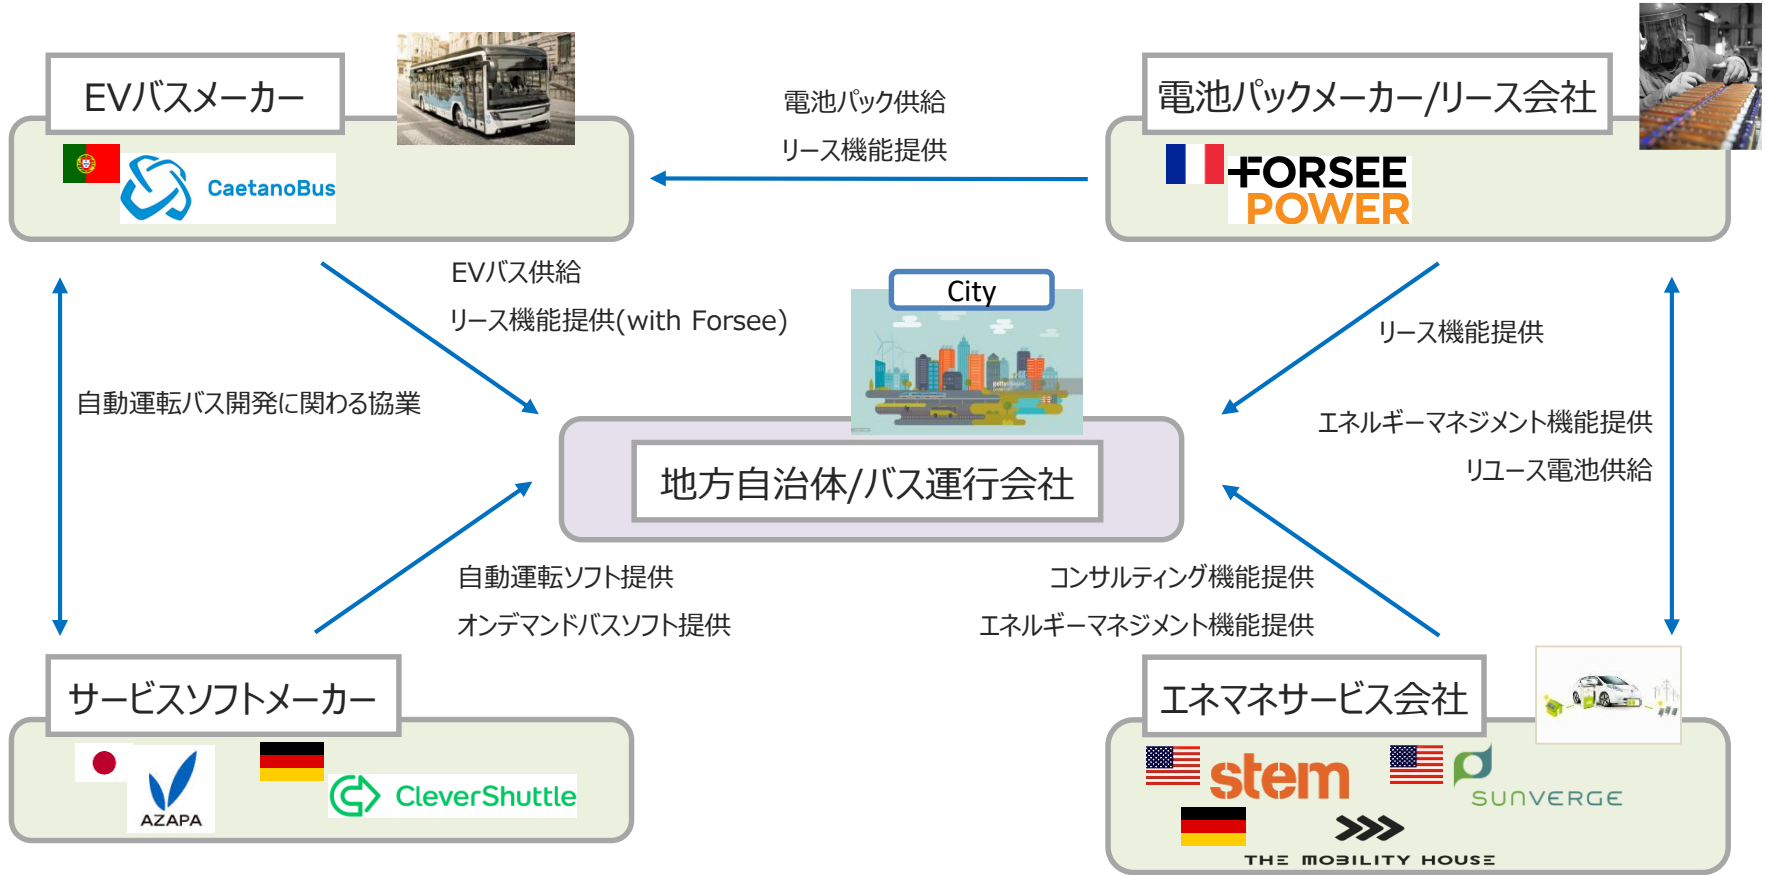 EVバスメーカー
電池パックメーカー/リース会社
電池パック供給
リース機能提供
CaetanoBus
FORSEE
POWER
EVバス供給
リース機能提供(with Forsee)
City
リース機能提供
自動運転バス開発に関わる協業
エネルギーマネジメント機能提供
リユース電池供給
地方自治体/バス運行会社
自動運転ソフト提供
オンデマンドバスソフト提供
コンサルティング機能提供
エネルギーマネジメント機能提供
サービスソフトメーカー
エネマネサービス会社
AZAPA
CleverShuttle
stem
SUNVERGE
THE MOBILITY HOUSE